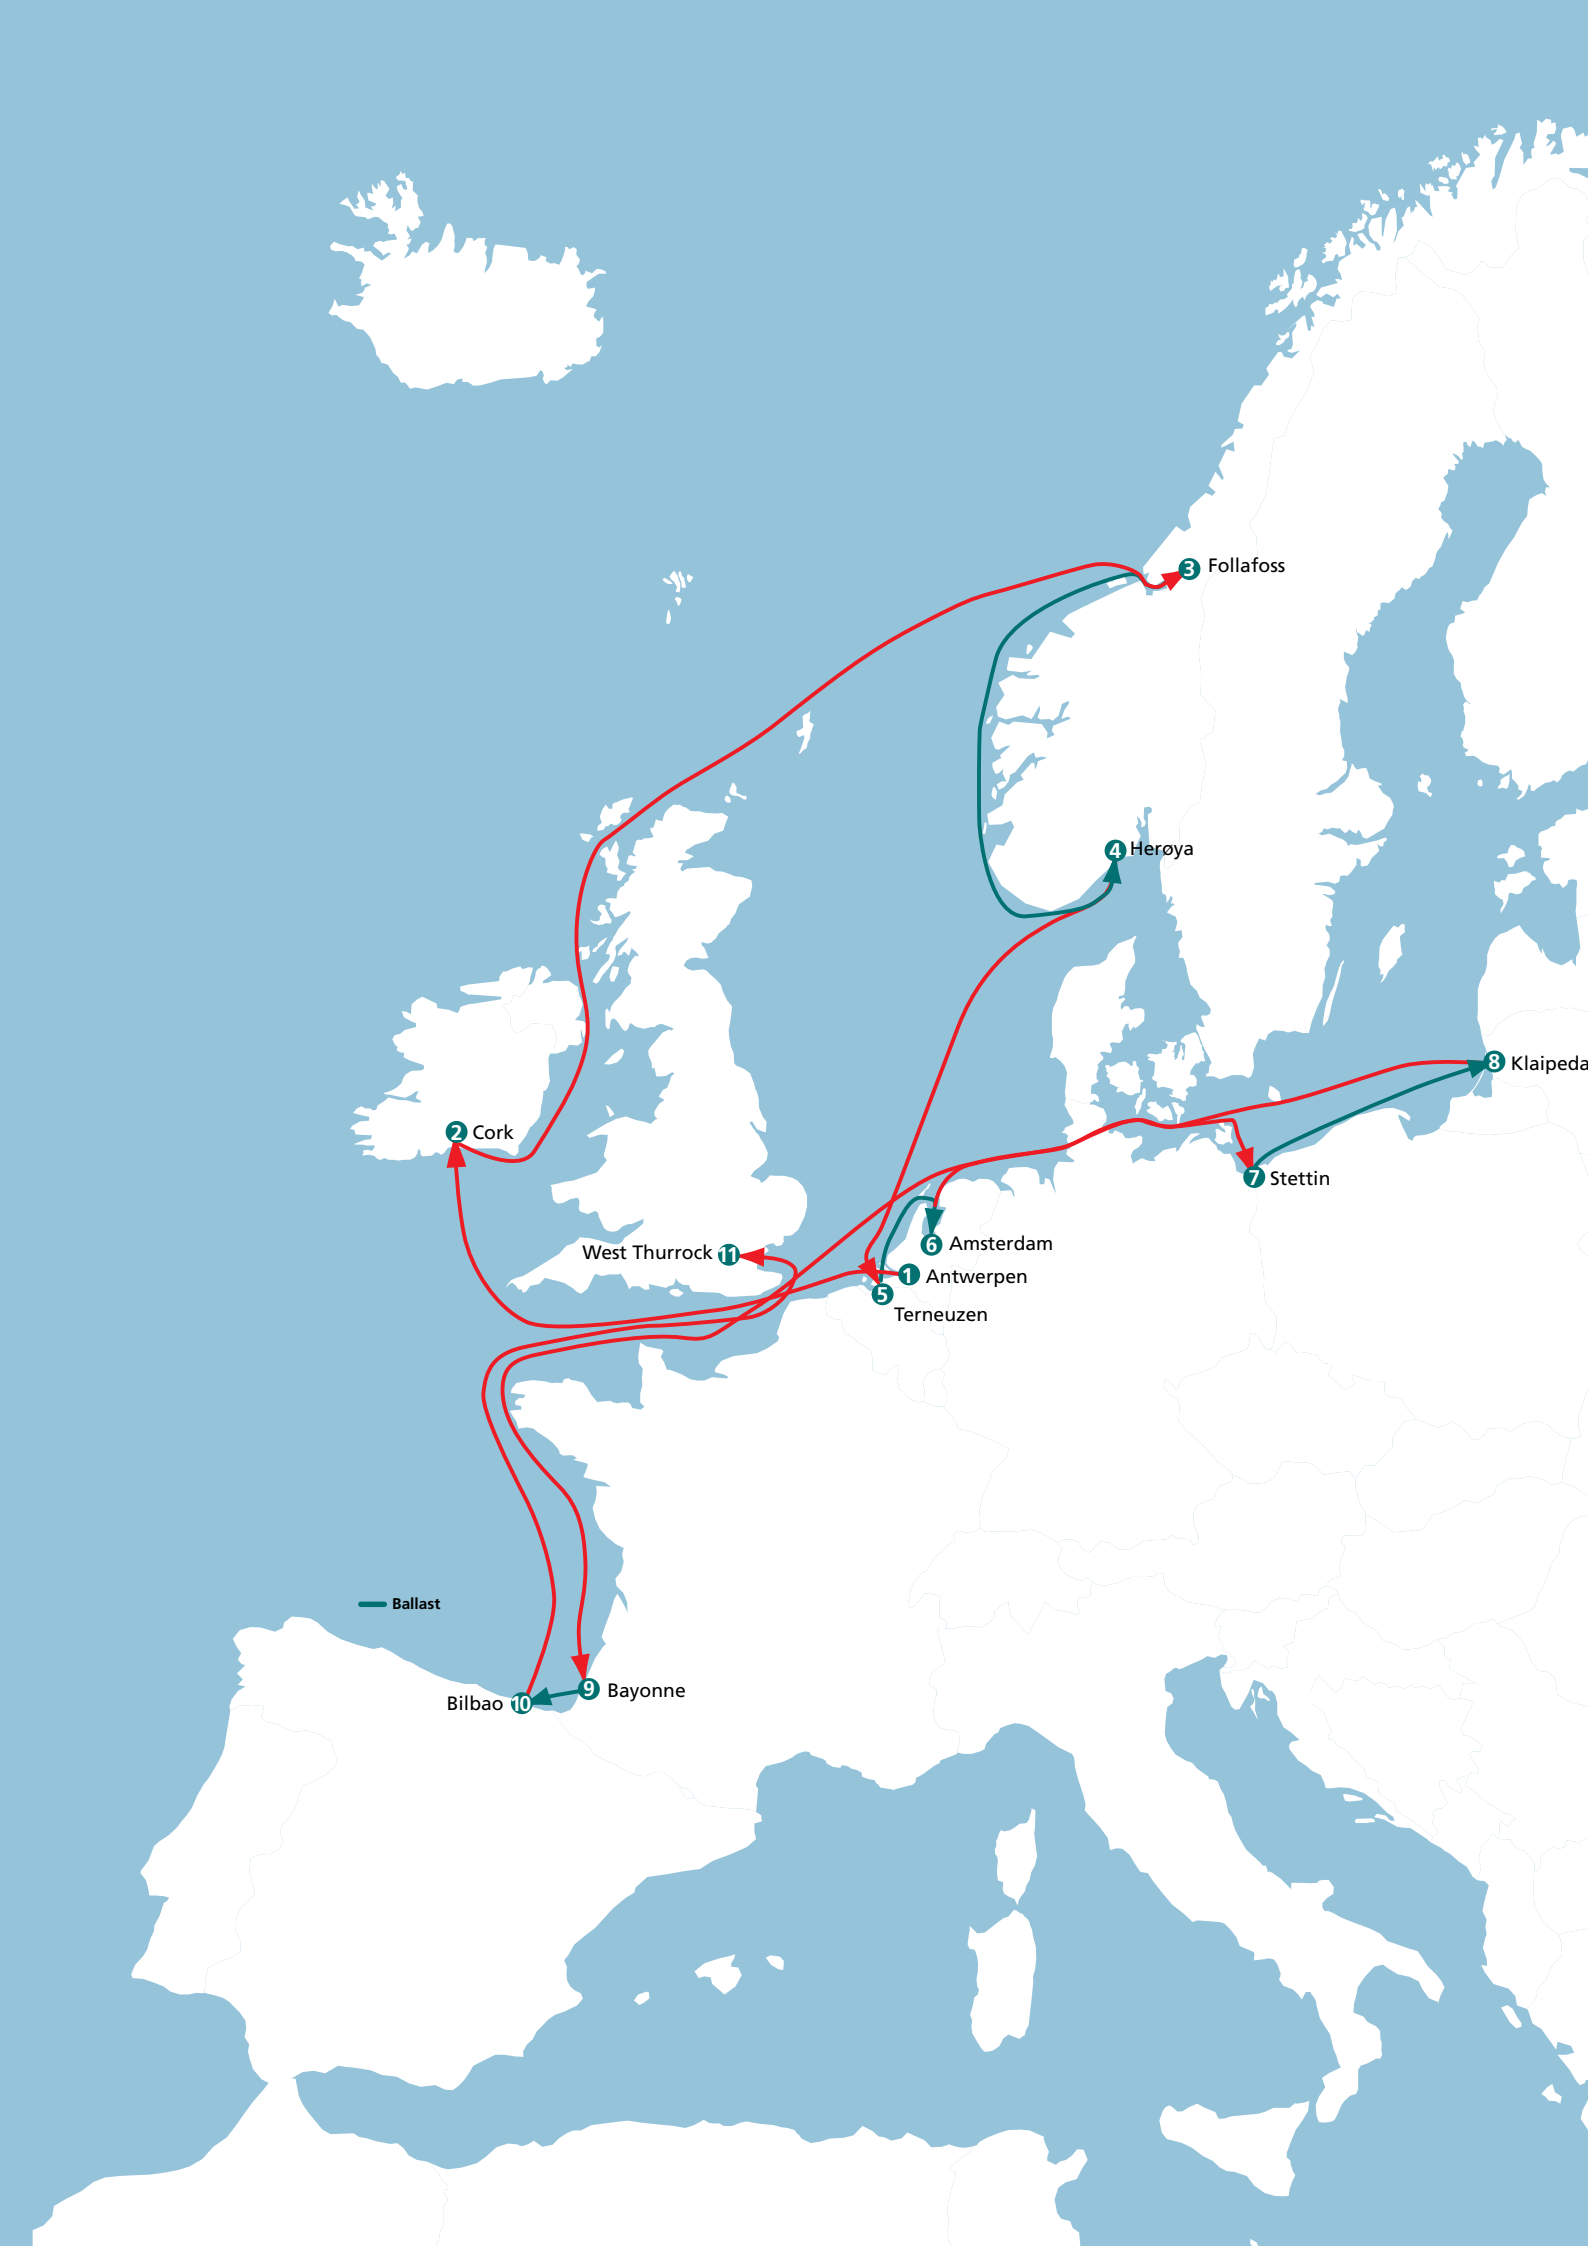 3 Follafoss
4 Herøya
8 Klaipeda
2 Cork
7 Stettin
6 Amsterdam
West Thurrock 11
1 Antwerpen
5
Terneuzen
Ballast
9 Bayonne
Bilbao 10